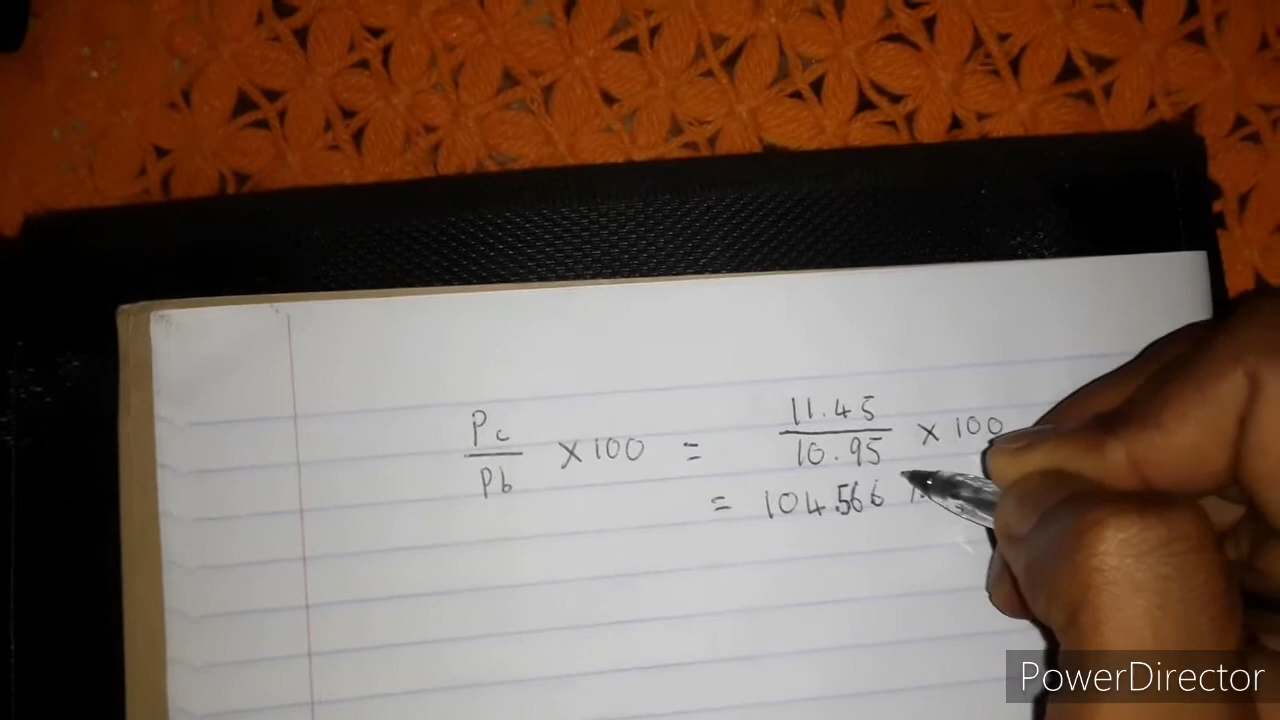 Pc/Pb × 100 = 11.45/10.95 × 100
= 104.566
PowerDirector